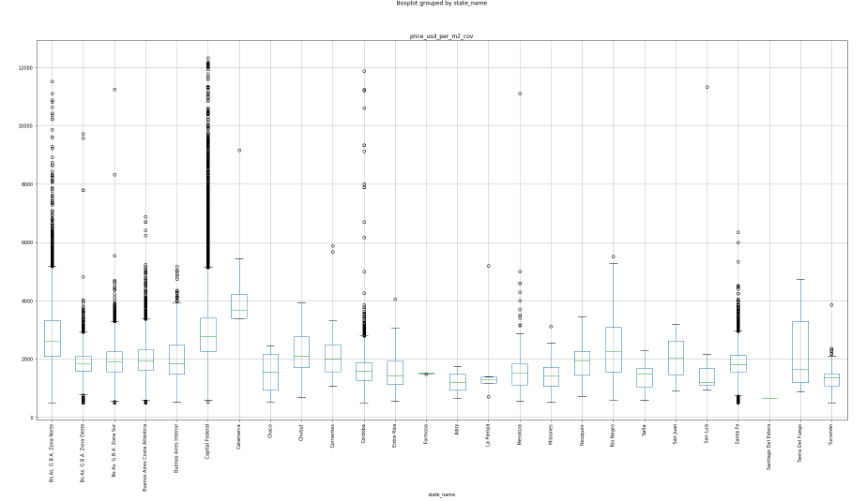 Boxplot grouped by state_name
price_usd_per_m2_cov
12000
10000
8000
6000
4000
2000
0
Bs.As. G.B.A. Zona Norte
Bs.As. G.B.A. Zona Oeste
Bs.As. G.B.A. Zona Sur
Buenos Aires Costa Atlántica
Buenos Aires Interior
Capital Federal
Catamarca
Chaco
Chubut
Corrientes
Córdoba
Entre Ríos
Formosa
Jujuy
La Pampa
Mendoza
Misiones
Neuquén
Río Negro
Salta
San Juan
San Luis
Santa Fe
Santiago Del Estero
Tierra Del Fuego
Tucumán
state_name